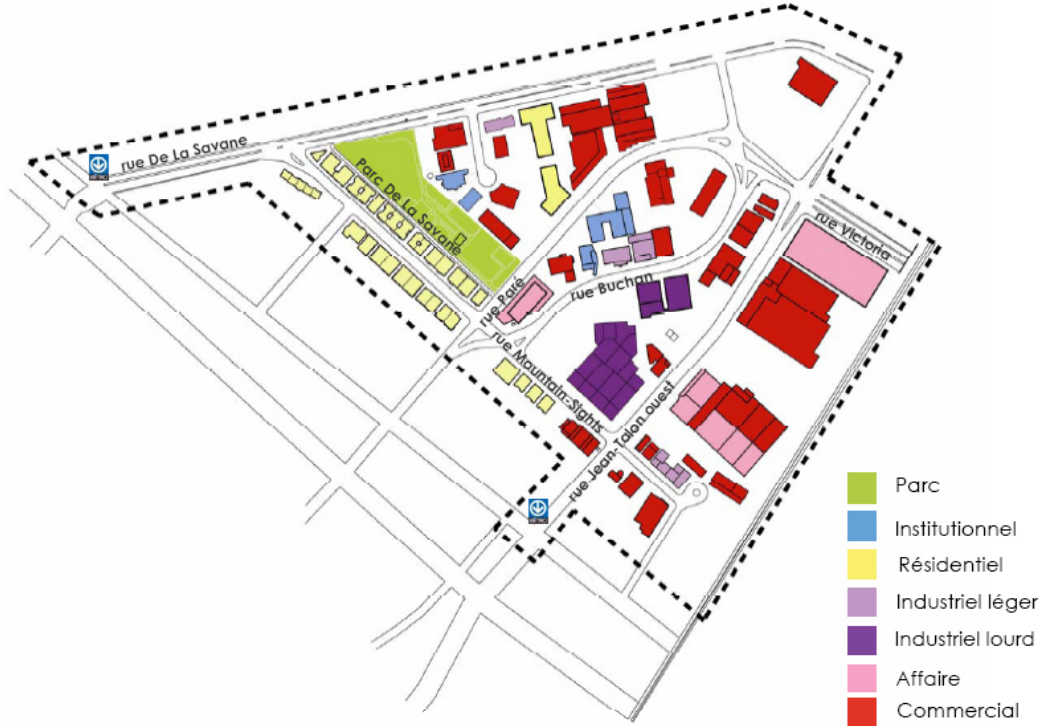 rue De La Savane
Parc De La Savane
rue Victoria
rue Paré
rue Buchan
rue Mountain-Sights
rue Jean-Talon ouest
Parc
Institutionnel
Résidentiel
Industriel léger
Industriel lourd
Affaire
Commercial